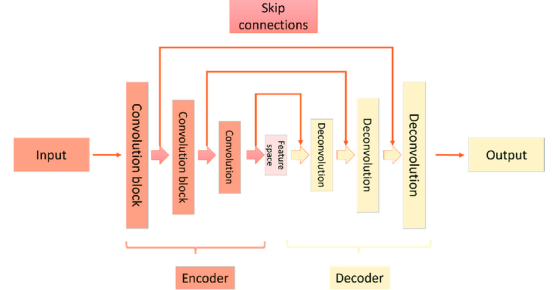 Skip
connections
Input
Convolution block
Convolution block
Convolution
Feature
space
Deconvolution
Deconvolution
Deconvolution
Output
Encoder
Decoder